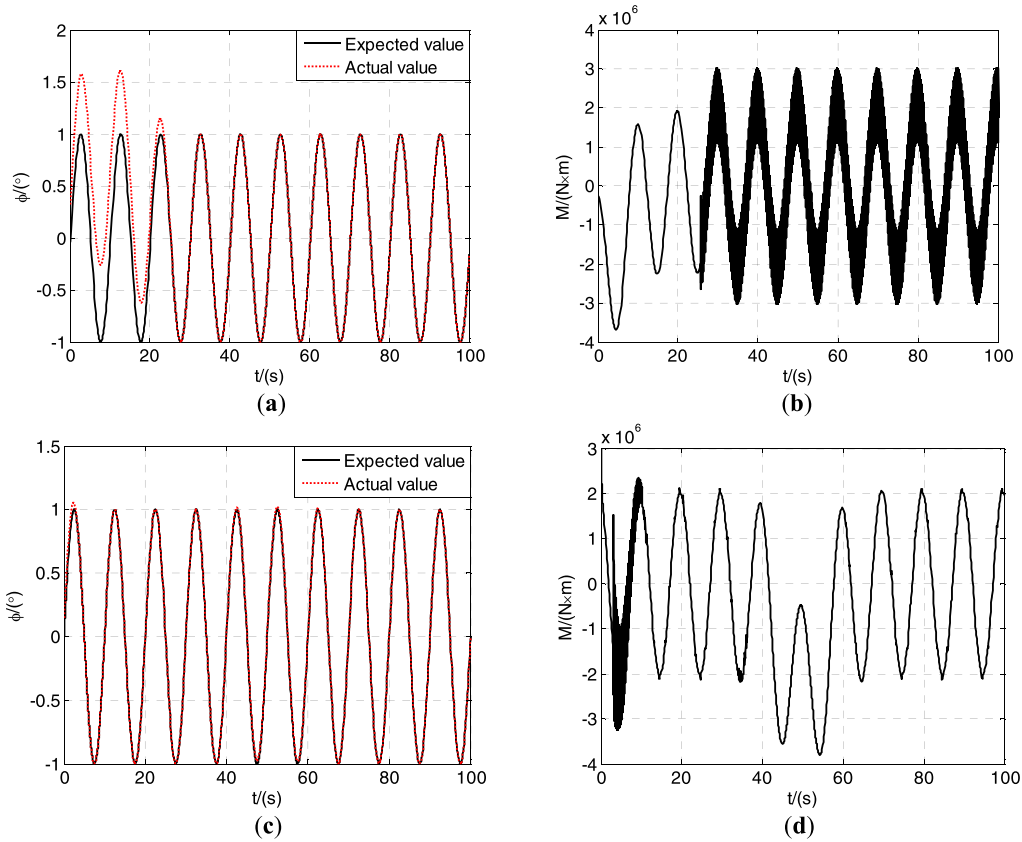 2
1.5
1
0.5
0
-0.5
-1
ϕ/(°)
Expected value
Actual value
0 20 40 60 80 100
t/(s)
(a)
x 10^6
4
3
2
1
0
-1
-2
-3
-4
M/(N×m)
0 20 40 60 80 100
t/(s)
(b)
1.5
1
0.5
0
-0.5
-1
ϕ/(°)
Expected value
Actual value
0 20 40 60 80 100
t/(s)
(c)
x 10^6
3
2
1
0
-1
-2
-3
-4
M/(N×m)
0 20 40 60 80 100
t/(s)
(d)